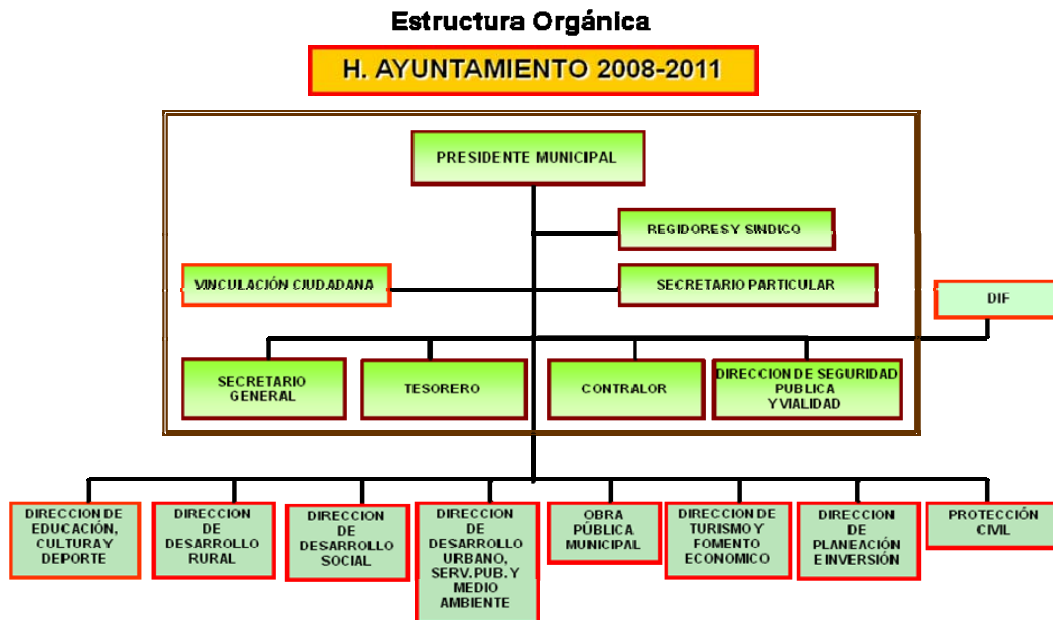 Estructura Orgánica
H. AYUNTAMIENTO 2008-2011
PRESIDENTE MUNICIPAL
REGIDORES Y SINDICO
VINCULACIÓN CIUDADANA
SECRETARIO PARTICULAR
DIF
SECRETARIO
GENERAL
TESORERO
CONTRALOR
DIRECCION DE SEGURIDAD
PUBLICA
Y VIALIDAD
DIRECCION DE
EDUCACIÓN,
CULTURA Y
DEPORTE
DIRECCION
DE
DESARROLLO
RURAL
DIRECCION
DE
DESARROLLO
SOCIAL
DIRECCION
DE
DESARROLLO
URBANO,
SERV. PUB. Y
MEDIO
AMBIENTE
OBRA
PÚBLICA
MUNICIPAL
DIRECCION DE
TURISMO Y
FOMENTO
ECONOMICO
DIRECCION
DE
PLANEACIÓN
E INVERSIÓN
PROTECCIÓN
CIVIL